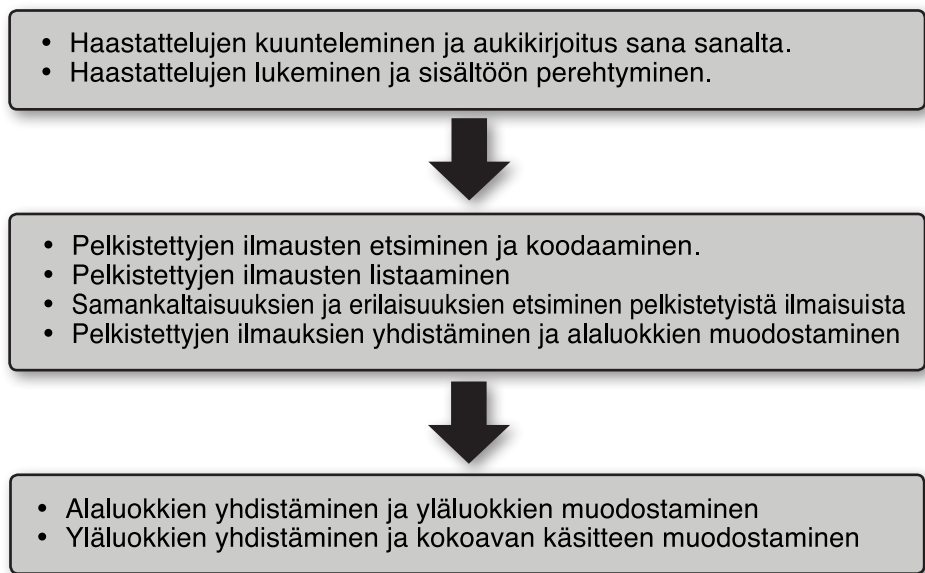 • Haastattelujen kuunteleminen ja aukikirjoitus sana sanalta.
• Haastattelujen lukeminen ja sisältöön perehtyminen.
• Pelkistettyjen ilmausten etsiminen ja koodaaminen.
• Pelkistettyjen ilmausten listaaminen
• Samankaltaisuuksien ja erilaisuuksien etsiminen pelkistetyistä ilmaisuista
• Pelkistettyjen ilmauksien yhdistäminen ja alaluokkien muodostaminen
• Alaluokkien yhdistäminen ja yläluokkien muodostaminen
• Yläluokkien yhdistäminen ja kokoavan käsitteen muodostaminen